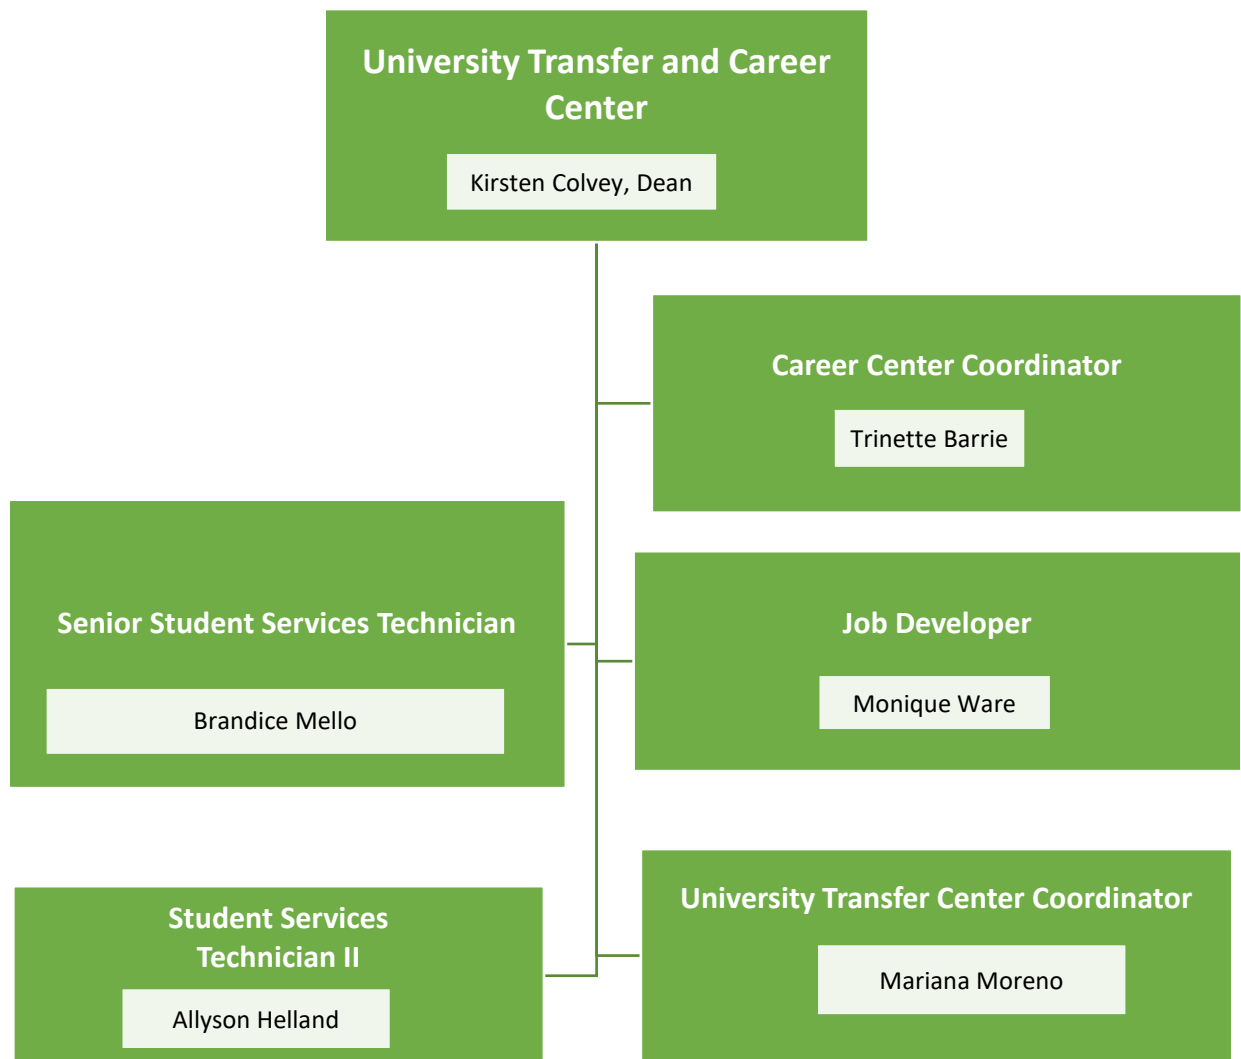 University Transfer and Career
Center
Kirsten Colvey, Dean
Career Center Coordinator
Trinette Barrie
Senior Student Services Technician
Brandice Mello
Job Developer
Monique Ware
Student Services
Technician II
Allyson Helland
University Transfer Center Coordinator
Mariana Moreno